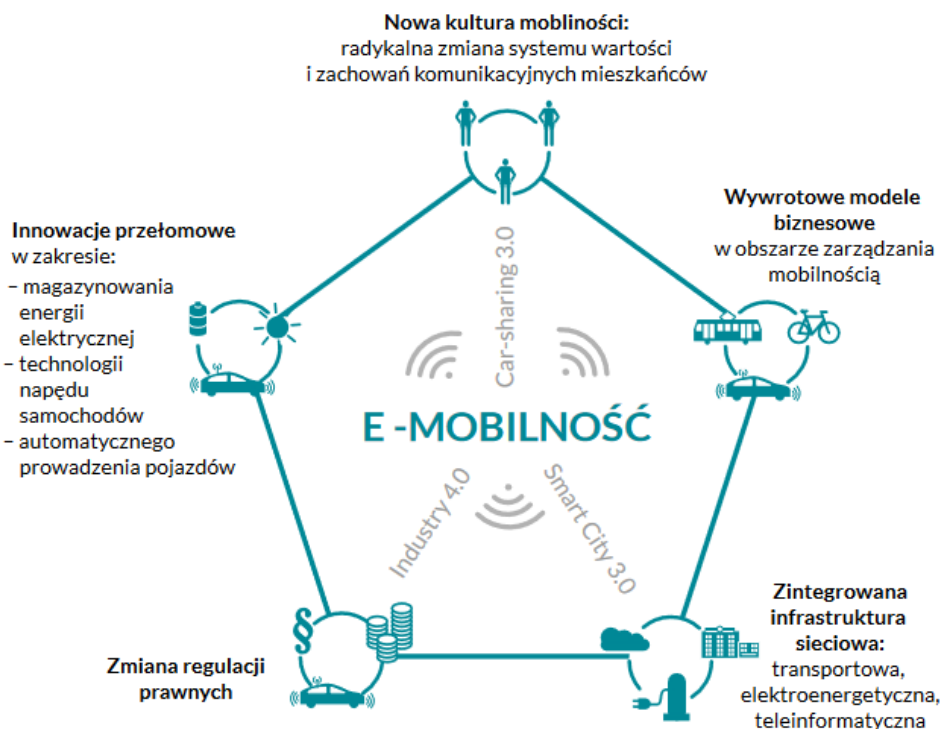 Nowa kultura mobliności:
radykalna zmiana systemu wartości
i zachowań komunikacyjnych mieszkańców
Wywrotowe modele
biznesowe
w obszarze zarządzania
mobilnością
Innowacje przełomowe
w zakresie:
– magazynowania
energii
elektrycznej
– technologii
napędu
samochodów
– automatycznego
prowadzenia pojazdów
Car-sharing 3.0
E -MOBILNOŚĆ
Industry 4.0
Smart City 3.0
§
Zmiana regulacji
prawnych
Zintegrowana
infrastruktura
sieciowa:
transportowa,
elektroenergetyczna,
teleinformatyczna